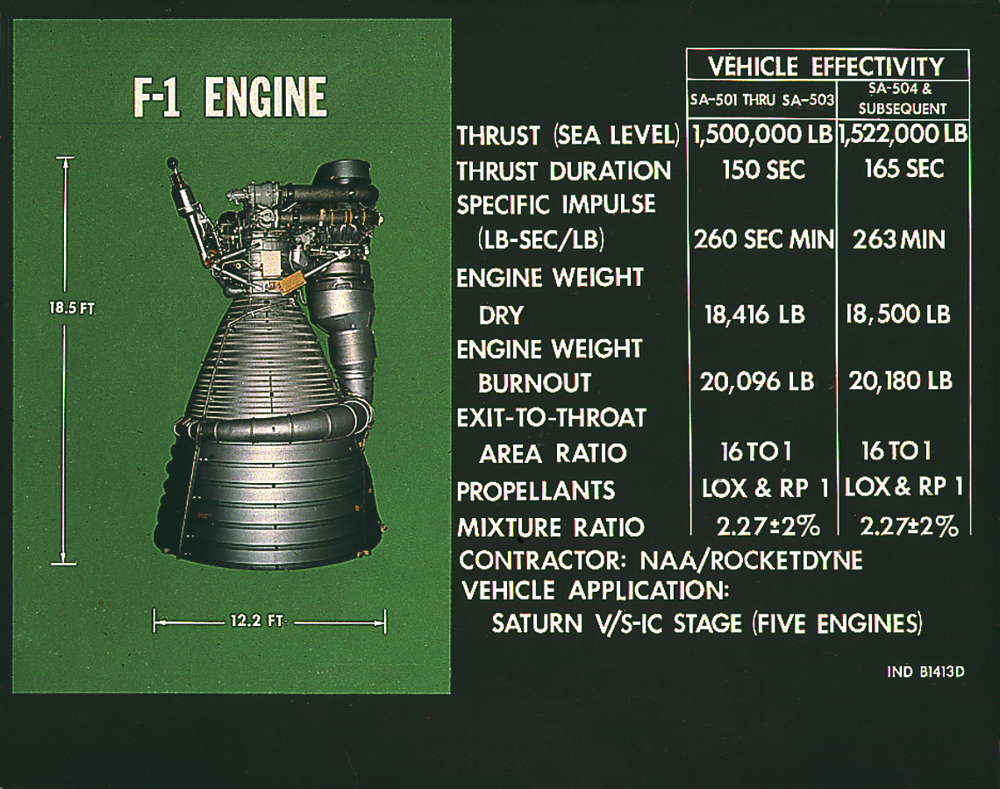 F-1 ENGINE
18.5 FT.
12.2 FT.
VEHICLE EFFECTIVITY
SA-501 THRU SA-503 SA-504 &
SUBSEQUENT
THRUST (SEA LEVEL) 1,500,000 LB 1,522,000 LB
THRUST DURATION 150 SEC 165 SEC
SPECIFIC IMPULSE
(LB-SEC/LB) 260 SEC MIN 263 MIN
ENGINE WEIGHT
DRY 18,416 LB 18,500 LB
ENGINE WEIGHT
BURNOUT 20,096 LB 20,180 LB
EXIT-TO-THROAT
AREA RATIO 16 TO 1 16 TO 1
PROPELLANTS LOX & RP 1 LOX & RP 1
MIXTURE RATIO 2.27±2% 2.27±2%
CONTRACTOR: NAA/ROCKETDYNE
VEHICLE APPLICATION:
SATURN V/S-IC STAGE (FIVE ENGINES)
IND B1413D